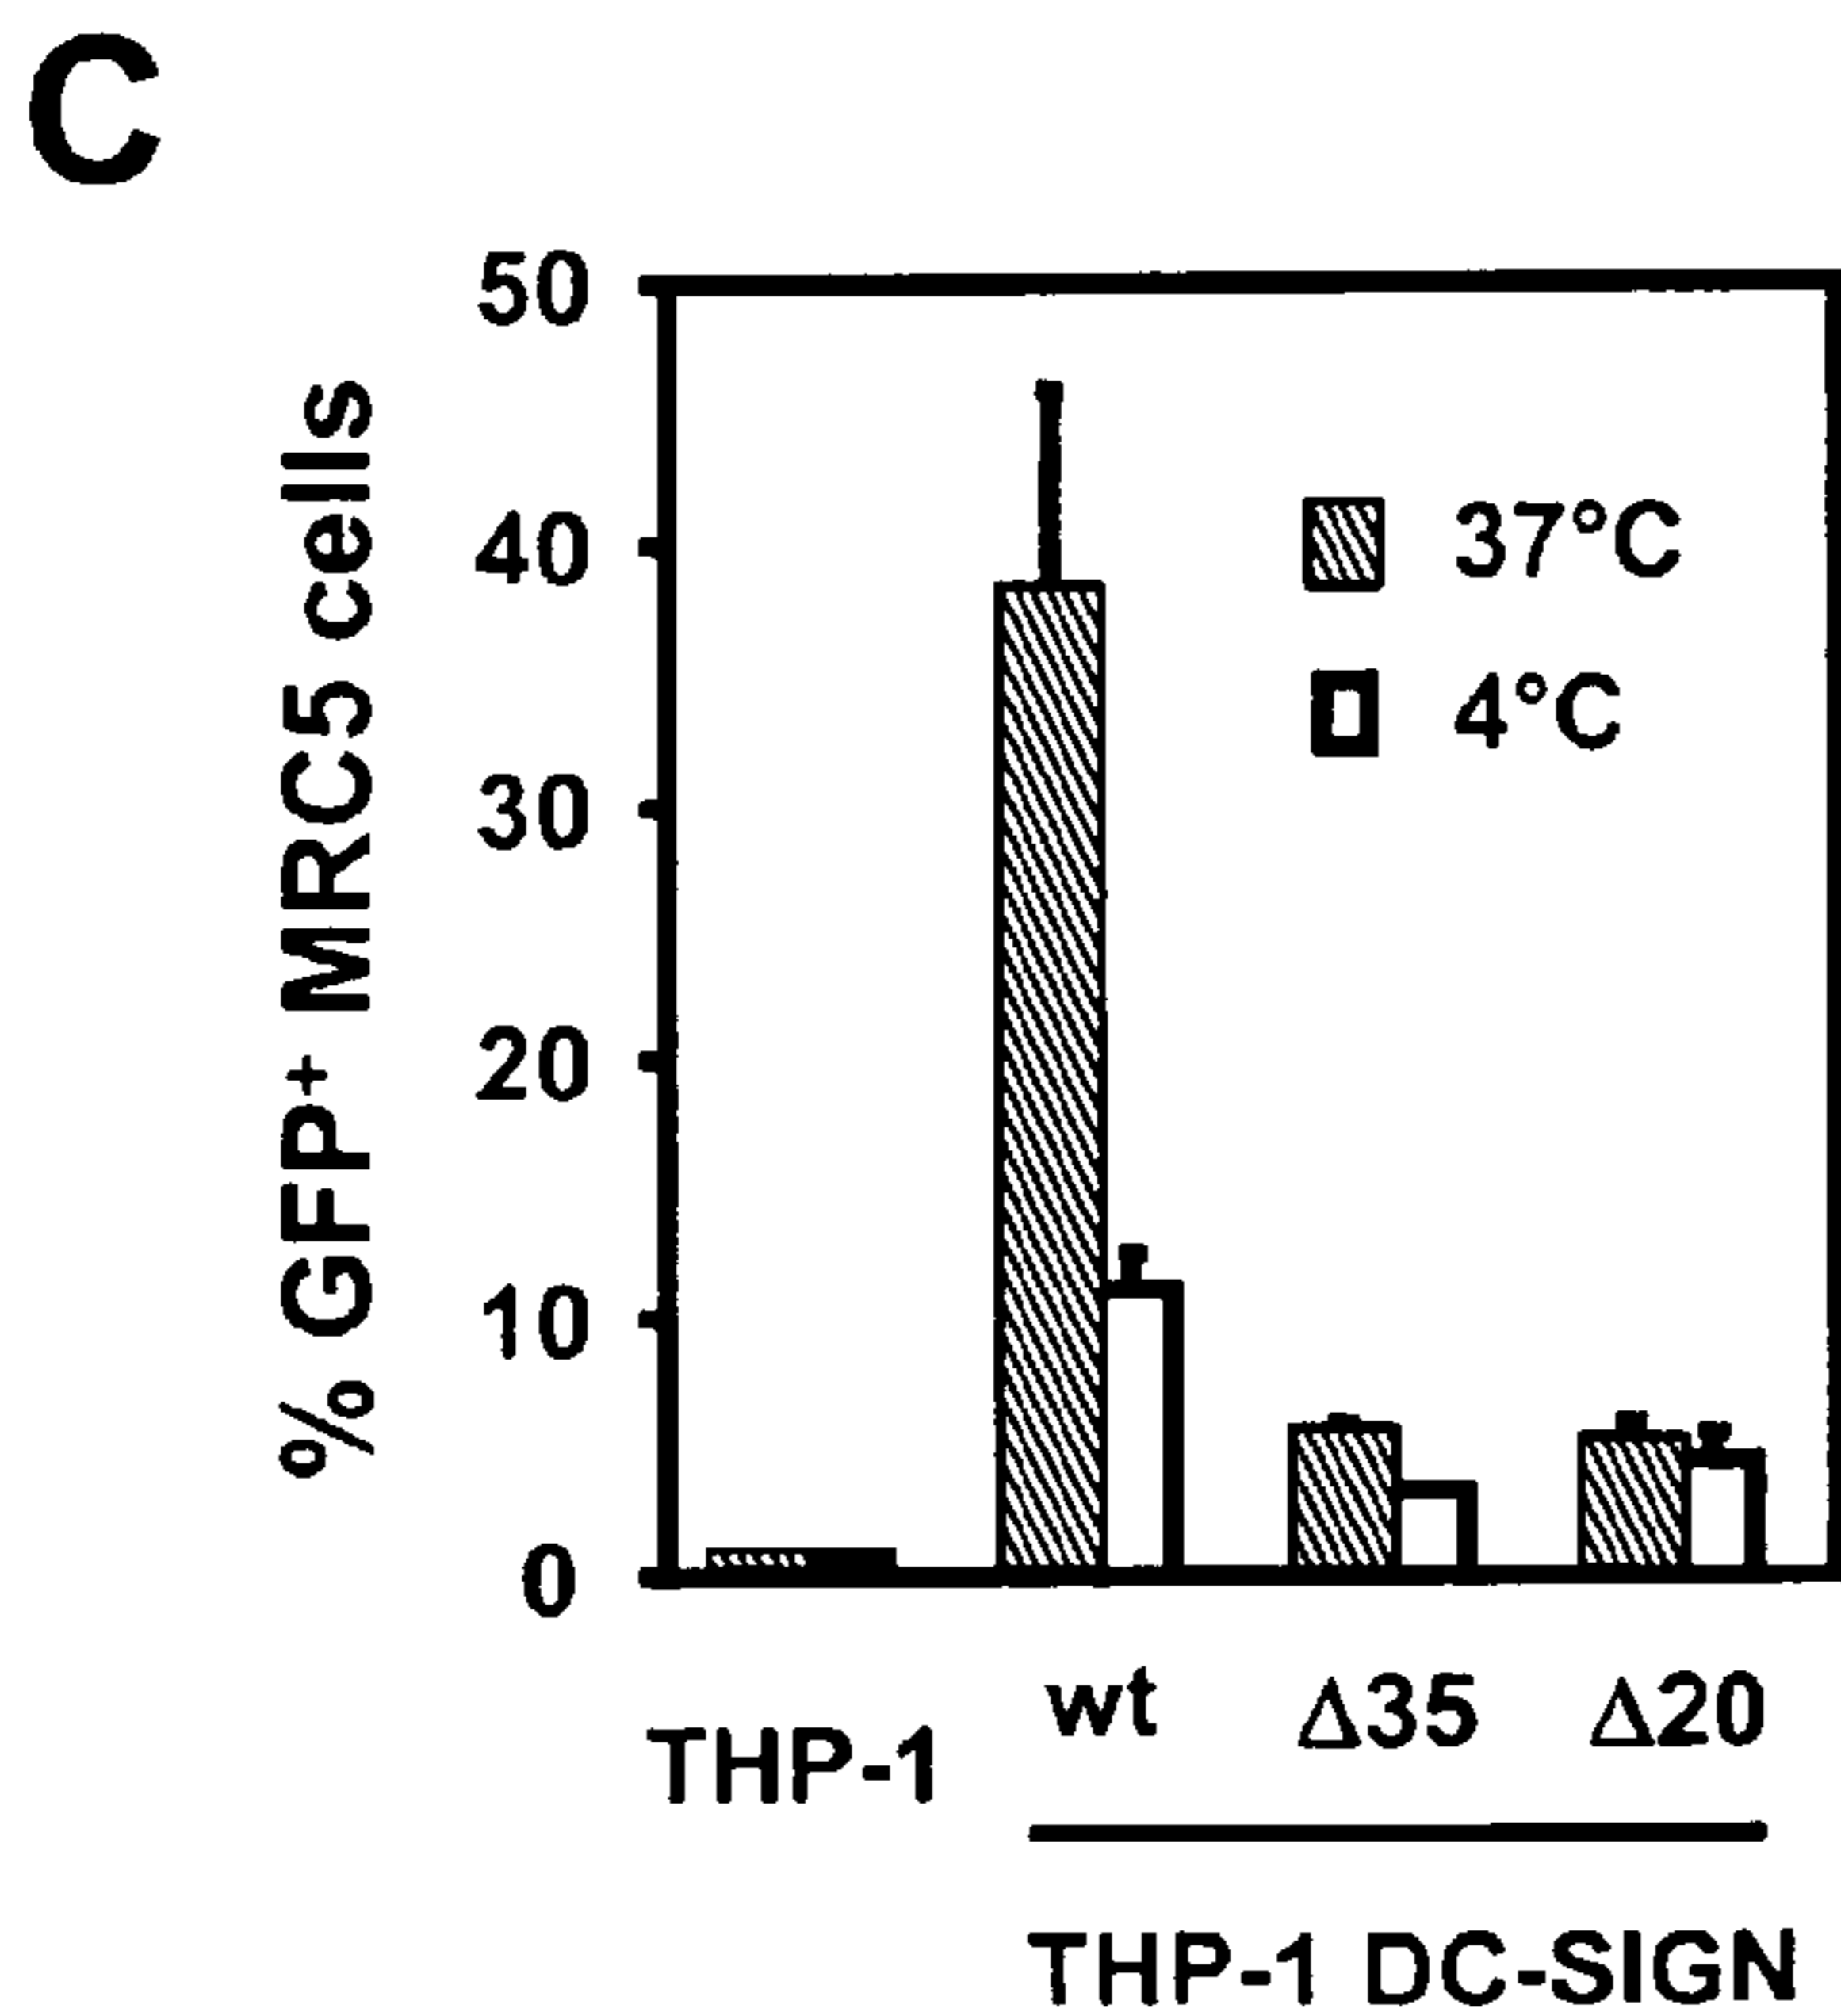 C
% GFP+ MRC5 cells
50
40
30
20
10
0
37°C
4°C
THP-1
wt Δ35 Δ20
THP-1 DC-SIGN